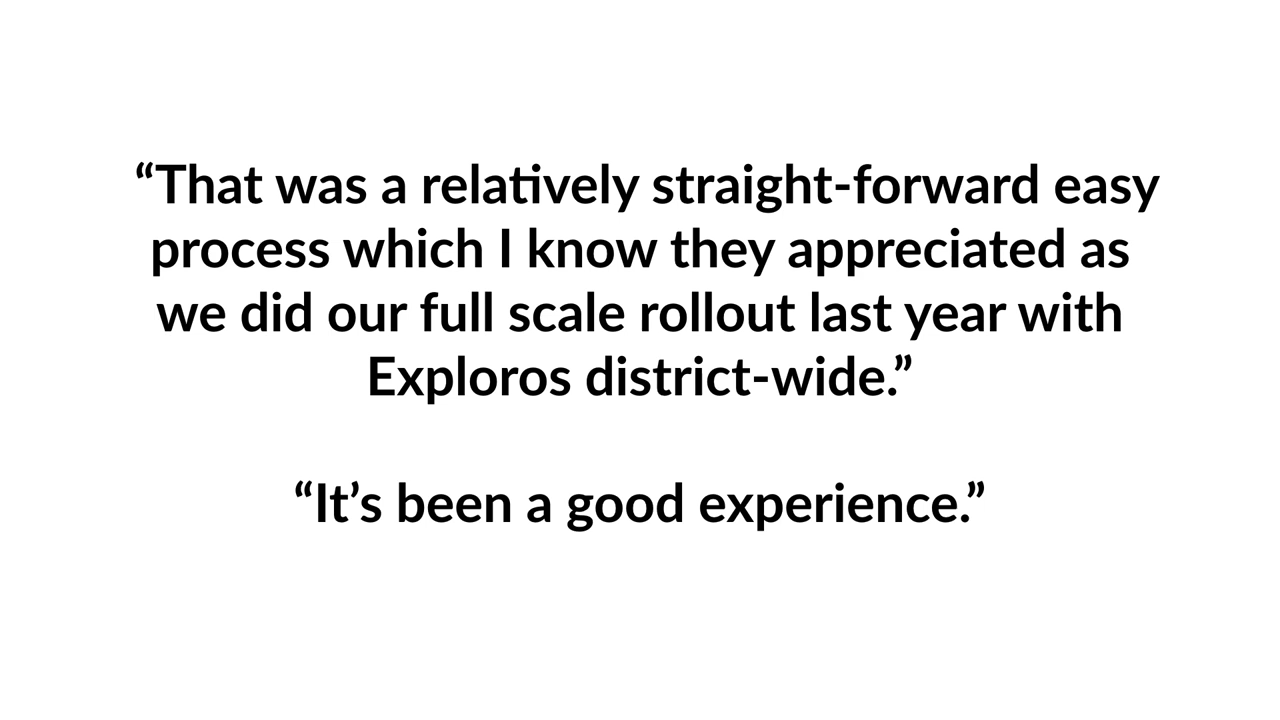 “That was a relatively straight-forward easy
process which I know they appreciated as
we did our full scale rollout last year with
Exploros district-wide.”
“It’s been a good experience.”